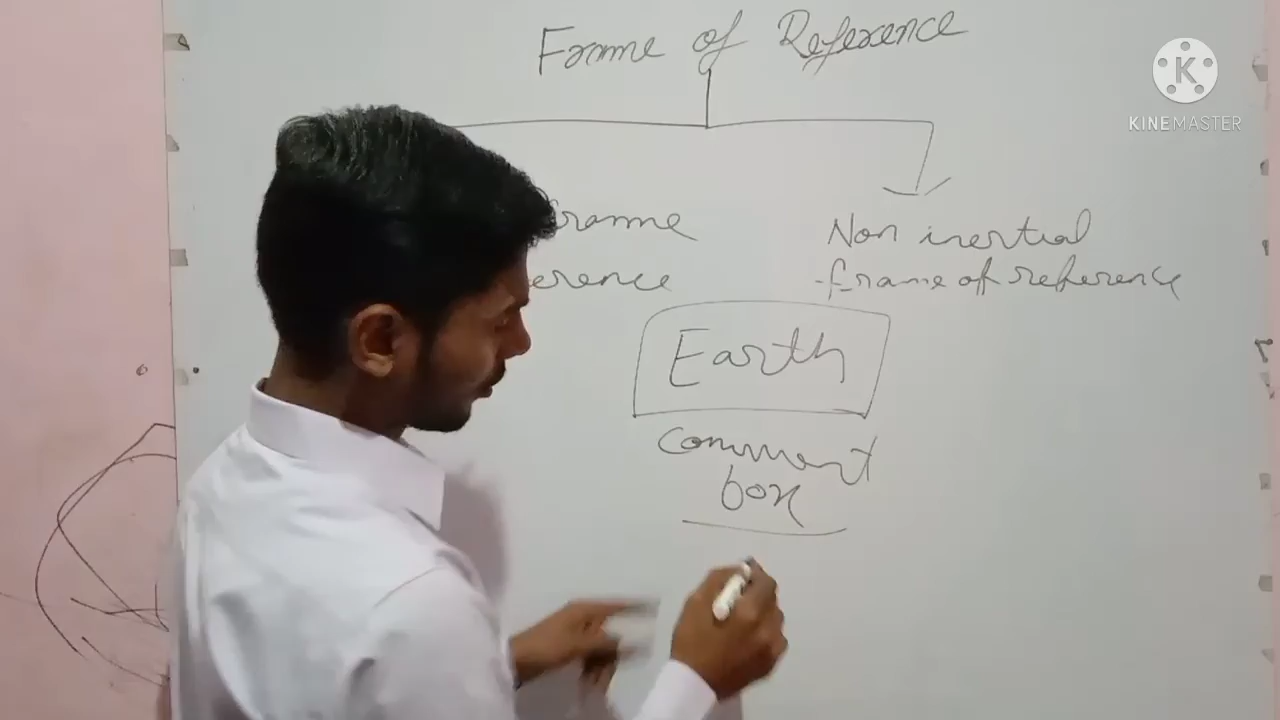 Frame of Reference
KINEMASTER
frame
erence
Non inertial
frame of reference
Earth
comment
box